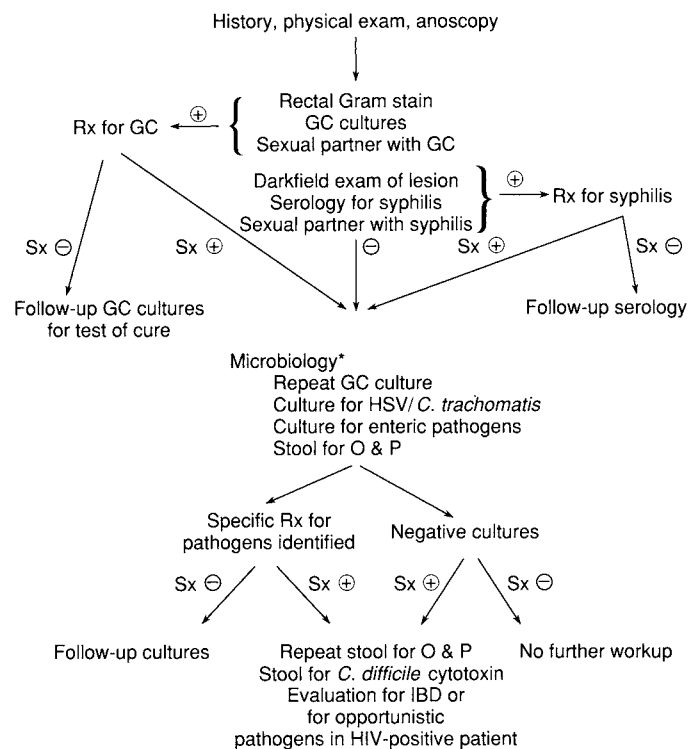 History, physical exam, anoscopy
Rectal Gram stain
GC cultures
Sexual partner with GC
⊕
Rx for GC
Darkfield exam of lesion
Serology for syphilis
Sexual partner with syphilis
⊕
Rx for syphilis
Sx ⊖
Sx ⊕
⊖
Sx ⊕
Sx ⊖
Follow-up GC cultures
for test of cure
Follow-up serology
Microbiology*
Repeat GC culture
Culture for HSV/ C. trachomatis
Culture for enteric pathogens
Stool for O & P
Specific Rx for
pathogens identified
Negative cultures
Sx ⊖
Sx ⊕
Sx ⊕
Sx ⊖
Follow-up cultures
Repeat stool for O & P
Stool for C. difficile cytotoxin
Evaluation for IBD or
for opportunistic
pathogens in HIV-positive patient
No further workup